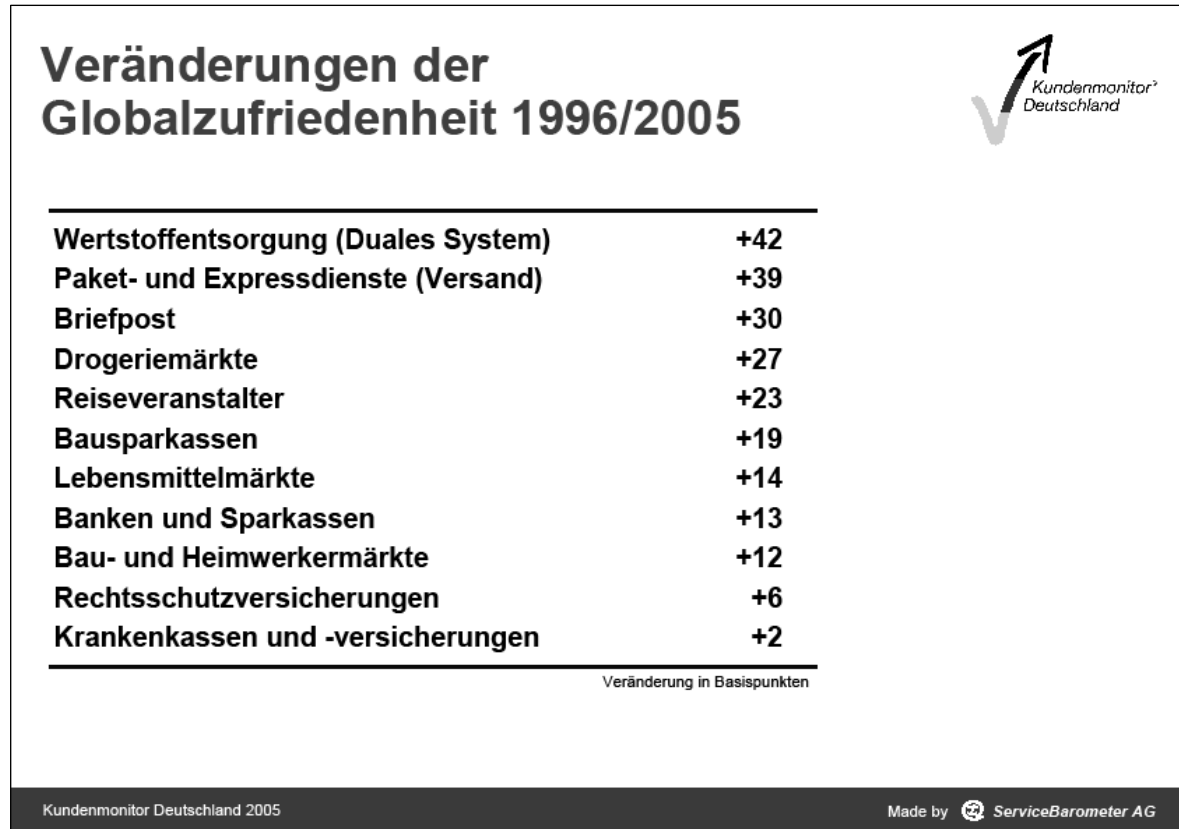 Veränderungen der
Globalzufriedenheit 1996/2005
Kundenmonitor
Deutschland
Wertstoffentsorgung (Duales System) +42
Paket- und Expressdienste (Versand) +39
Briefpost +30
Drogeriemärkte +27
Reiseveranstalter +23
Bausparkassen +19
Lebensmittelmärkte +14
Banken und Sparkassen +13
Bau- und Heimwerkermärkte +12
Rechtsschutzversicherungen +6
Krankenkassen und -versicherungen +2
Veränderung in Basispunkten
Kundenmonitor Deutschland 2005
Made by ServiceBarometer AG